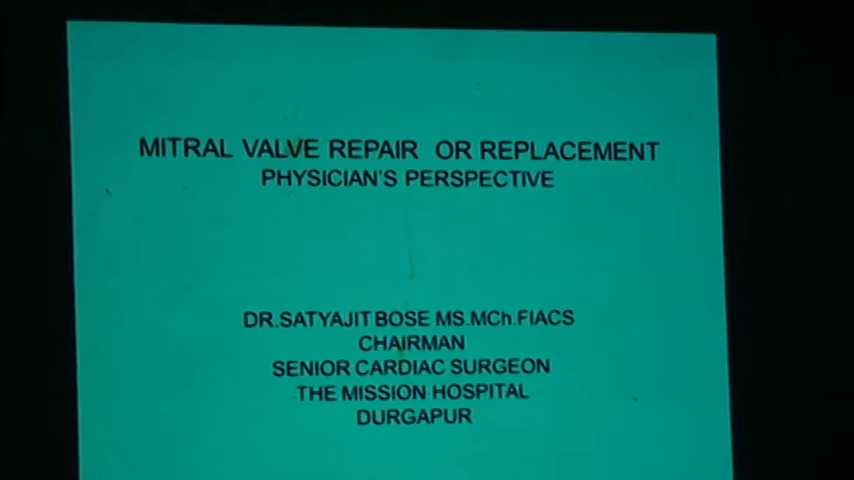 MITRAL VALVE REPAIR OR REPLACEMENT
PHYSICIAN'S PERSPECTIVE
DR.SATYAJIT BOSE MS.MCh.FIACS
CHAIRMAN
SENIOR CARDIAC SURGEON
THE MISSION HOSPITAL
DURGAPUR